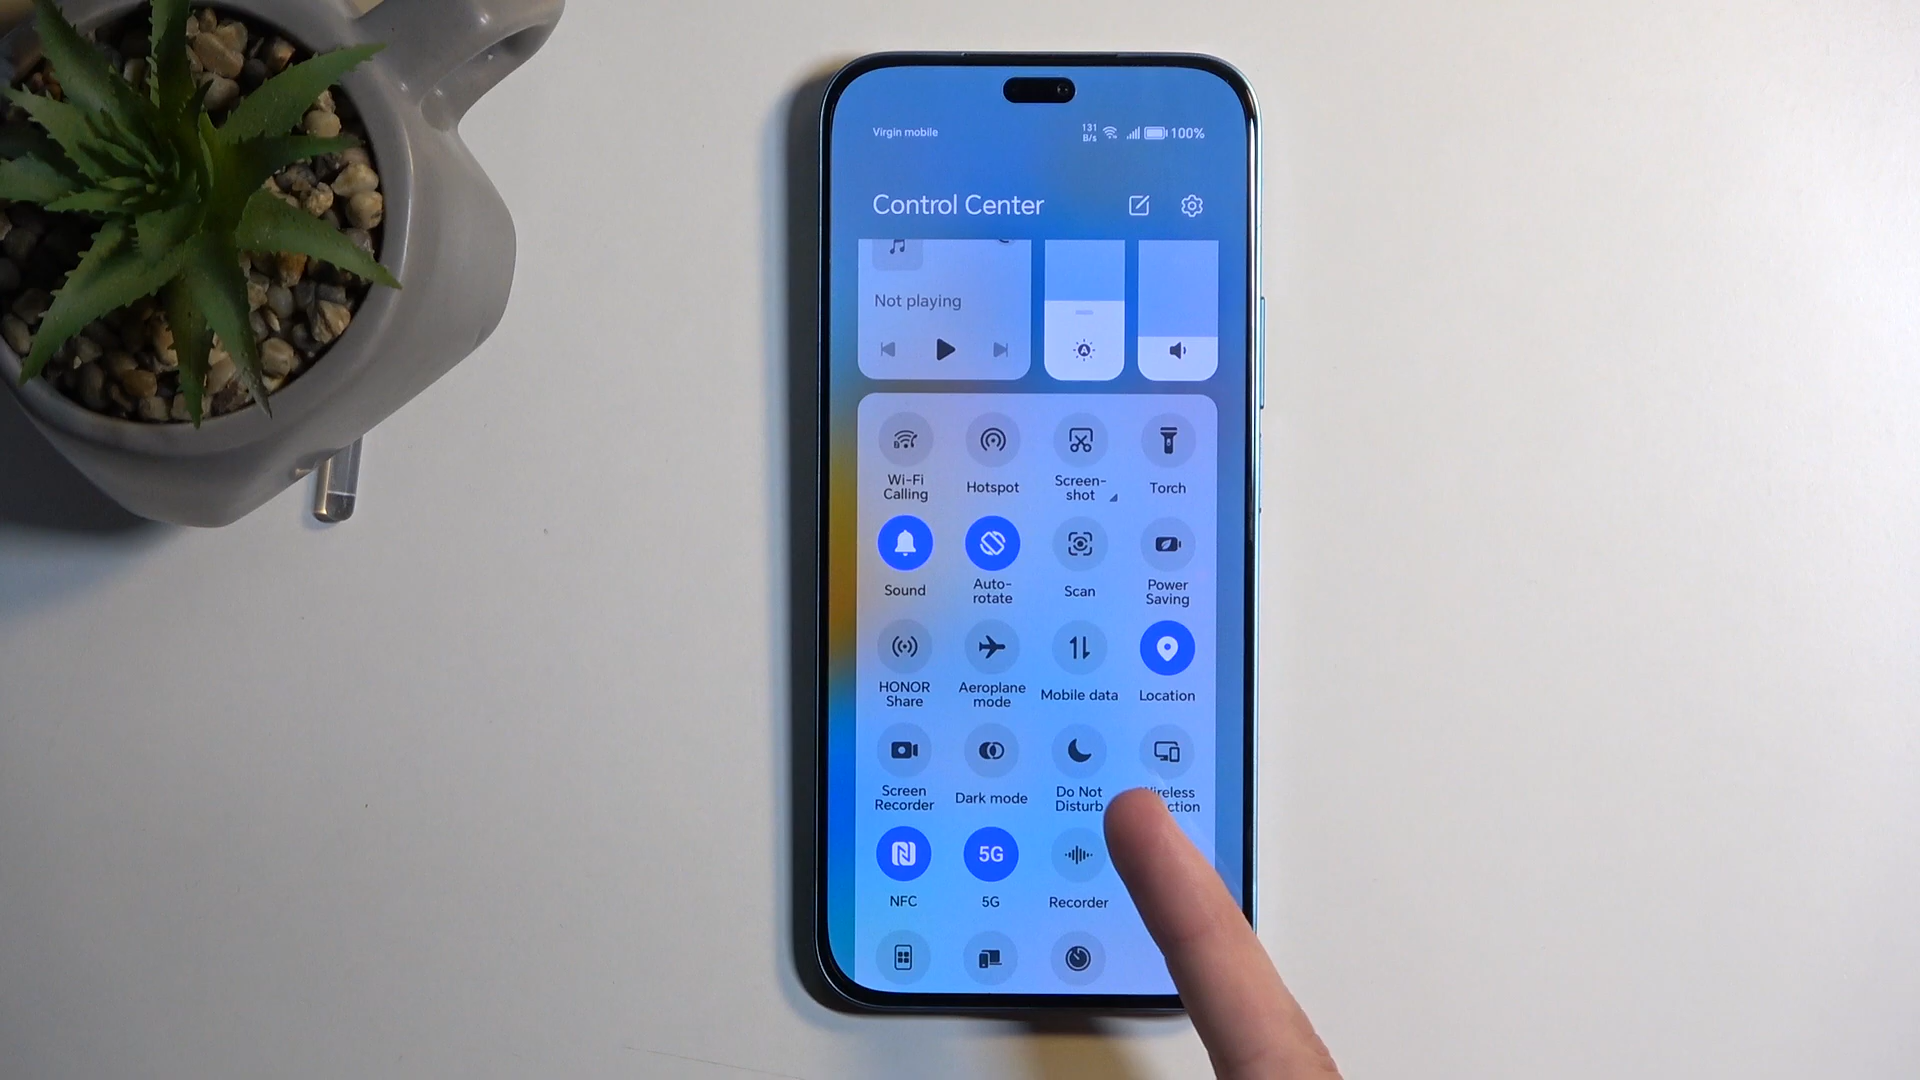 Virgin mobile 131 B/s 100%
Control Center
Not playing
Wi-Fi Calling Hotspot Screen-shot Torch
Sound Auto-rotate Scan Power Saving
HONOR Share Aeroplane mode Mobile data Location
Screen Recorder Dark mode Do Not Disturb
5G
NFC 5G Recorder